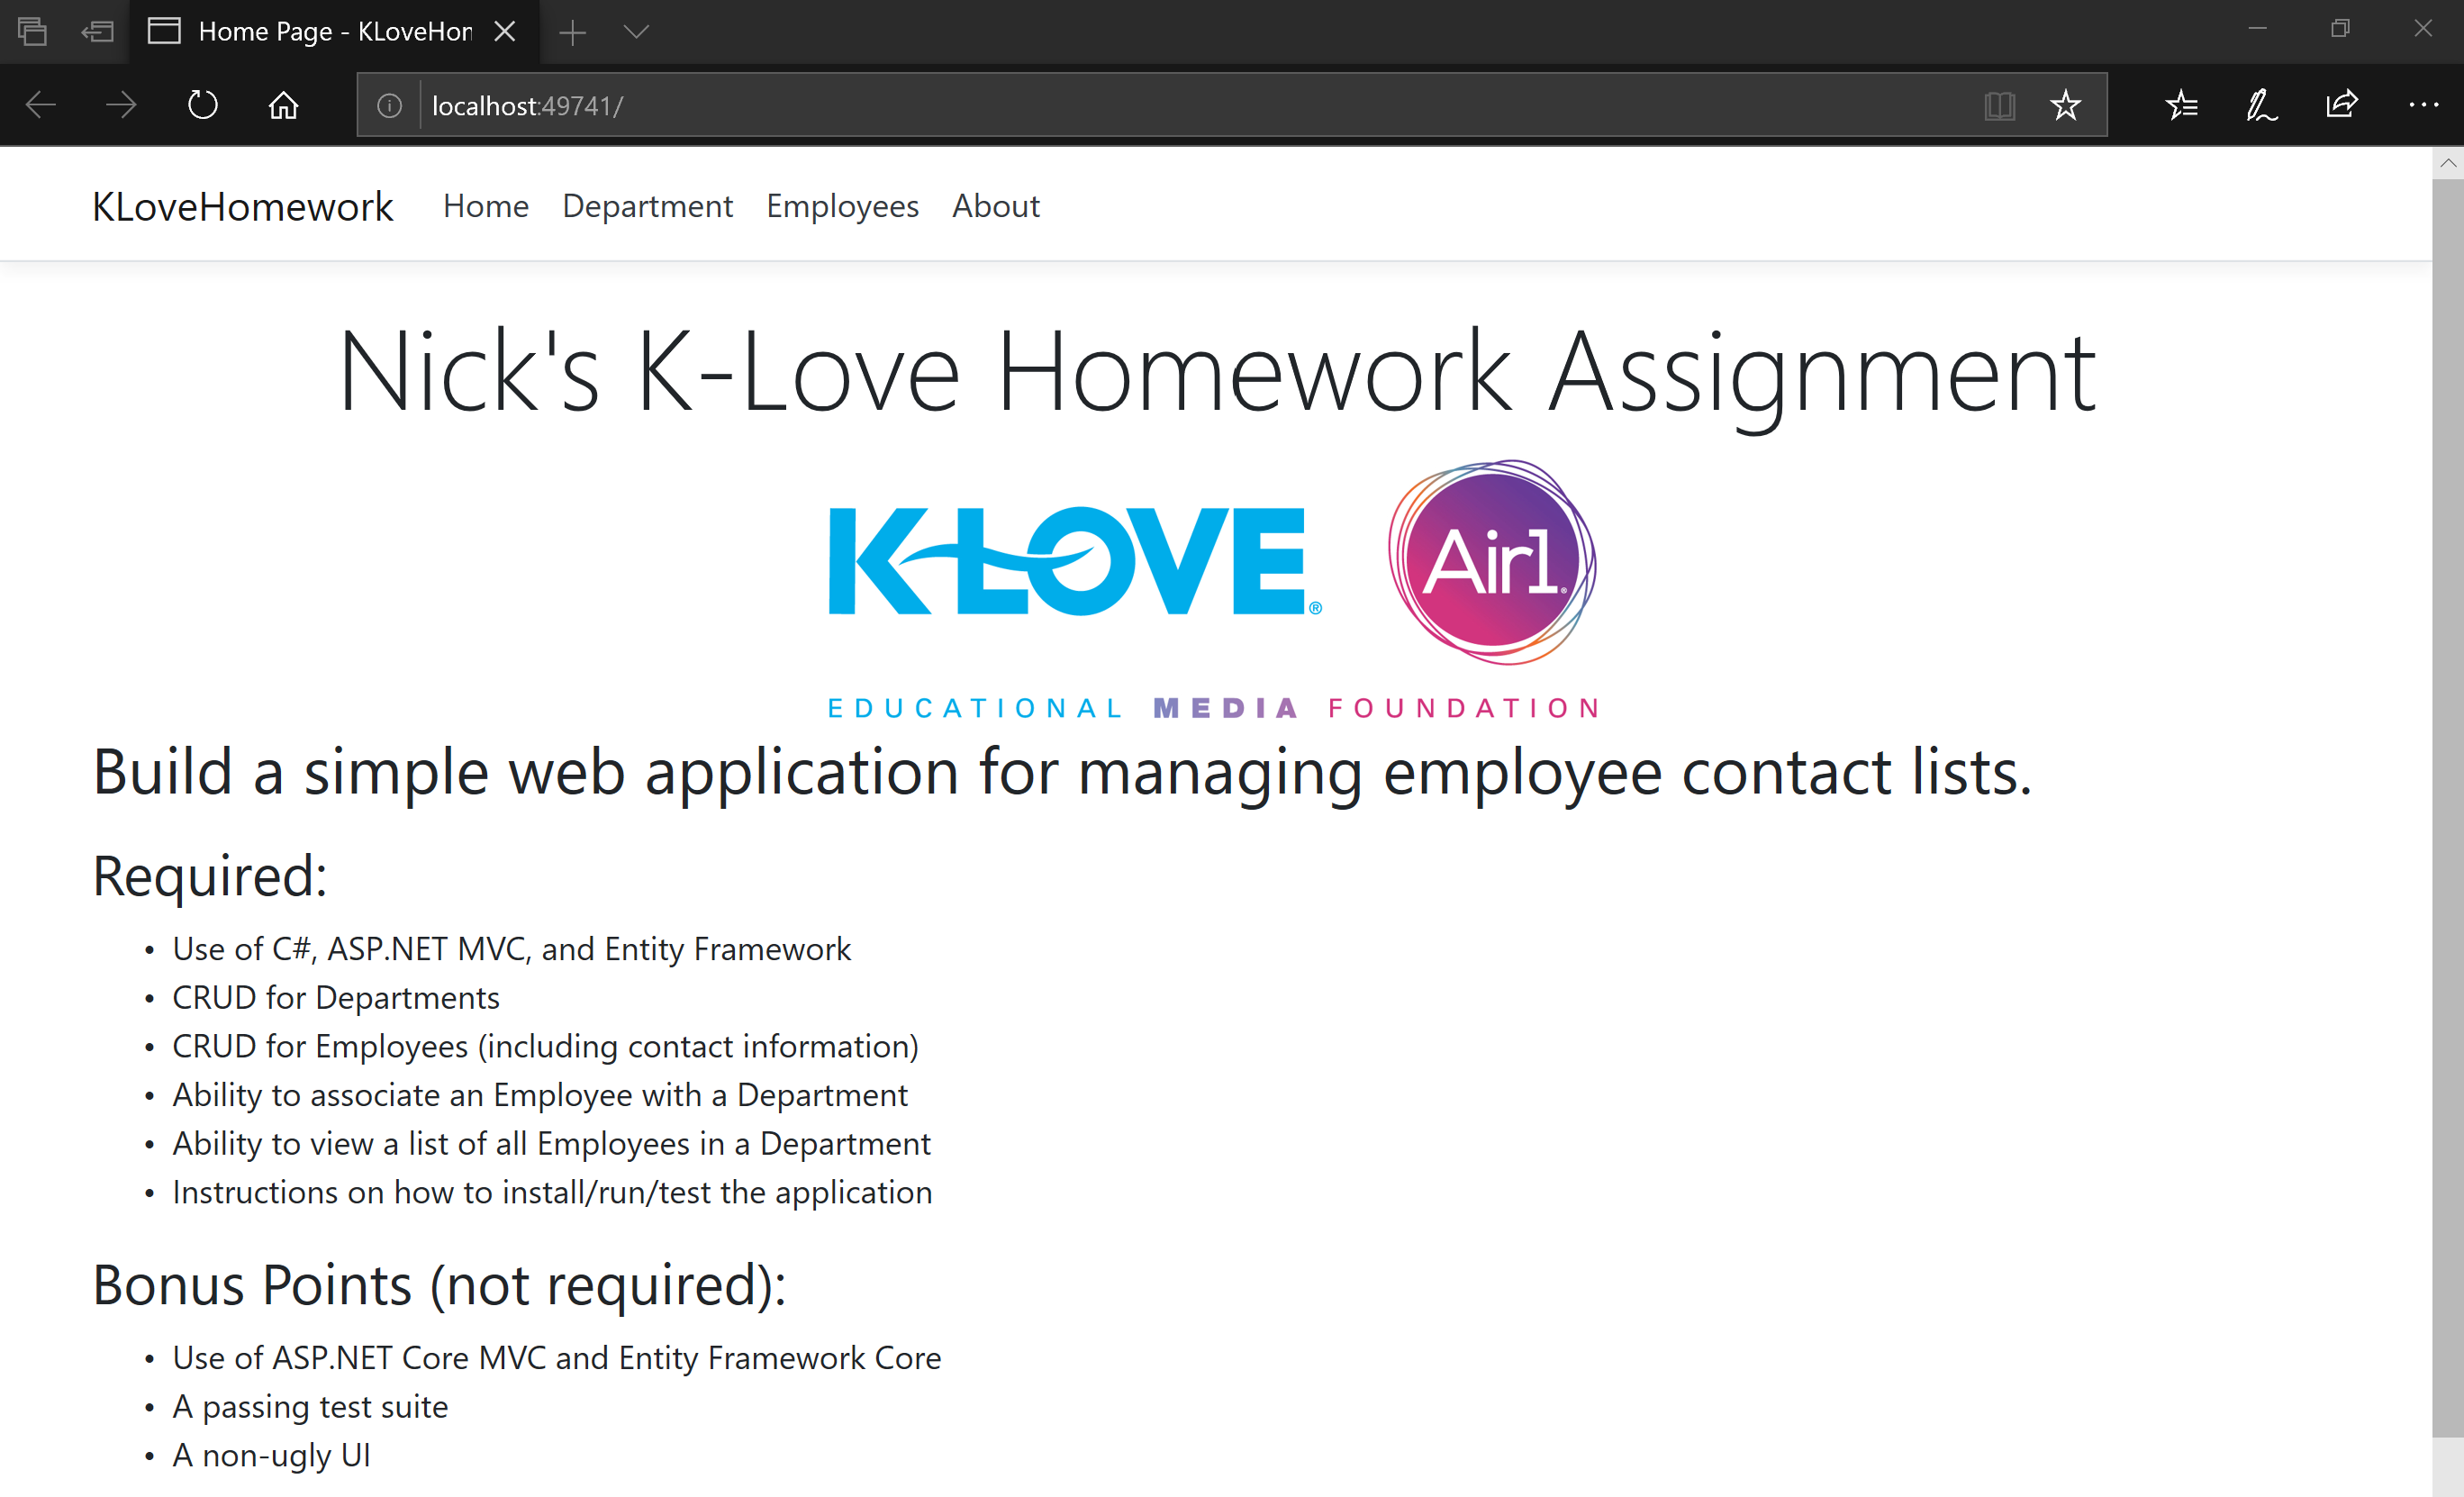 Home Page - KLoveHon
localhost:49741/
KLoveHomework Home Department Employees About
Nick's K-Love Homework Assignment
K-LOVE® Air1®
EDUCATIONAL MEDIA FOUNDATION
Build a simple web application for managing employee contact lists.
Required:
• Use of C#, ASP.NET MVC, and Entity Framework
• CRUD for Departments
• CRUD for Employees (including contact information)
• Ability to associate an Employee with a Department
• Ability to view a list of all Employees in a Department
• Instructions on how to install/run/test the application
Bonus Points (not required):
• Use of ASP.NET Core MVC and Entity Framework Core
• A passing test suite
• A non-ugly UI